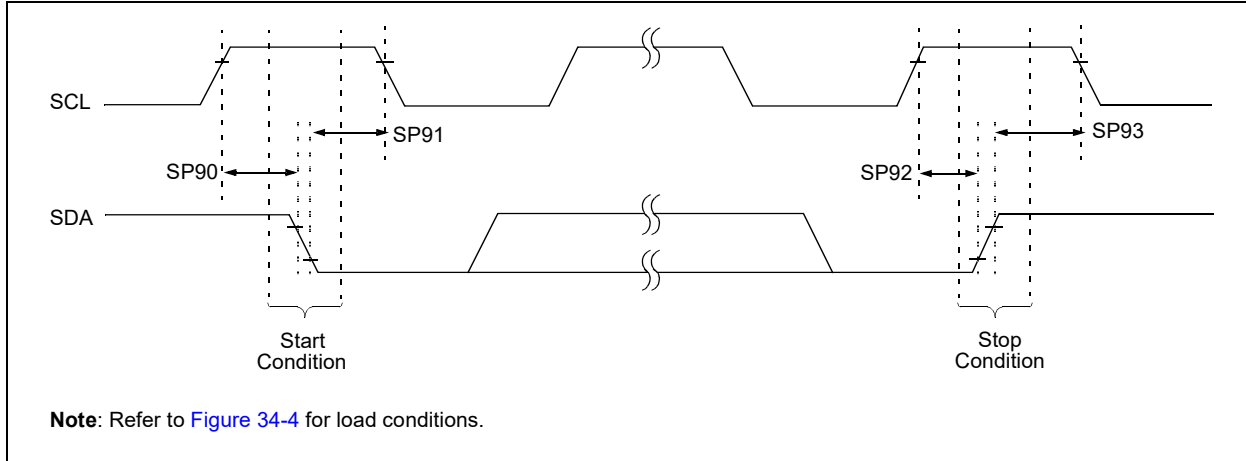 SCL
SP91
SP93
SP90
SP92
SDA
Start
Condition
Stop
Condition
Note: Refer to Figure 34-4 for load conditions.